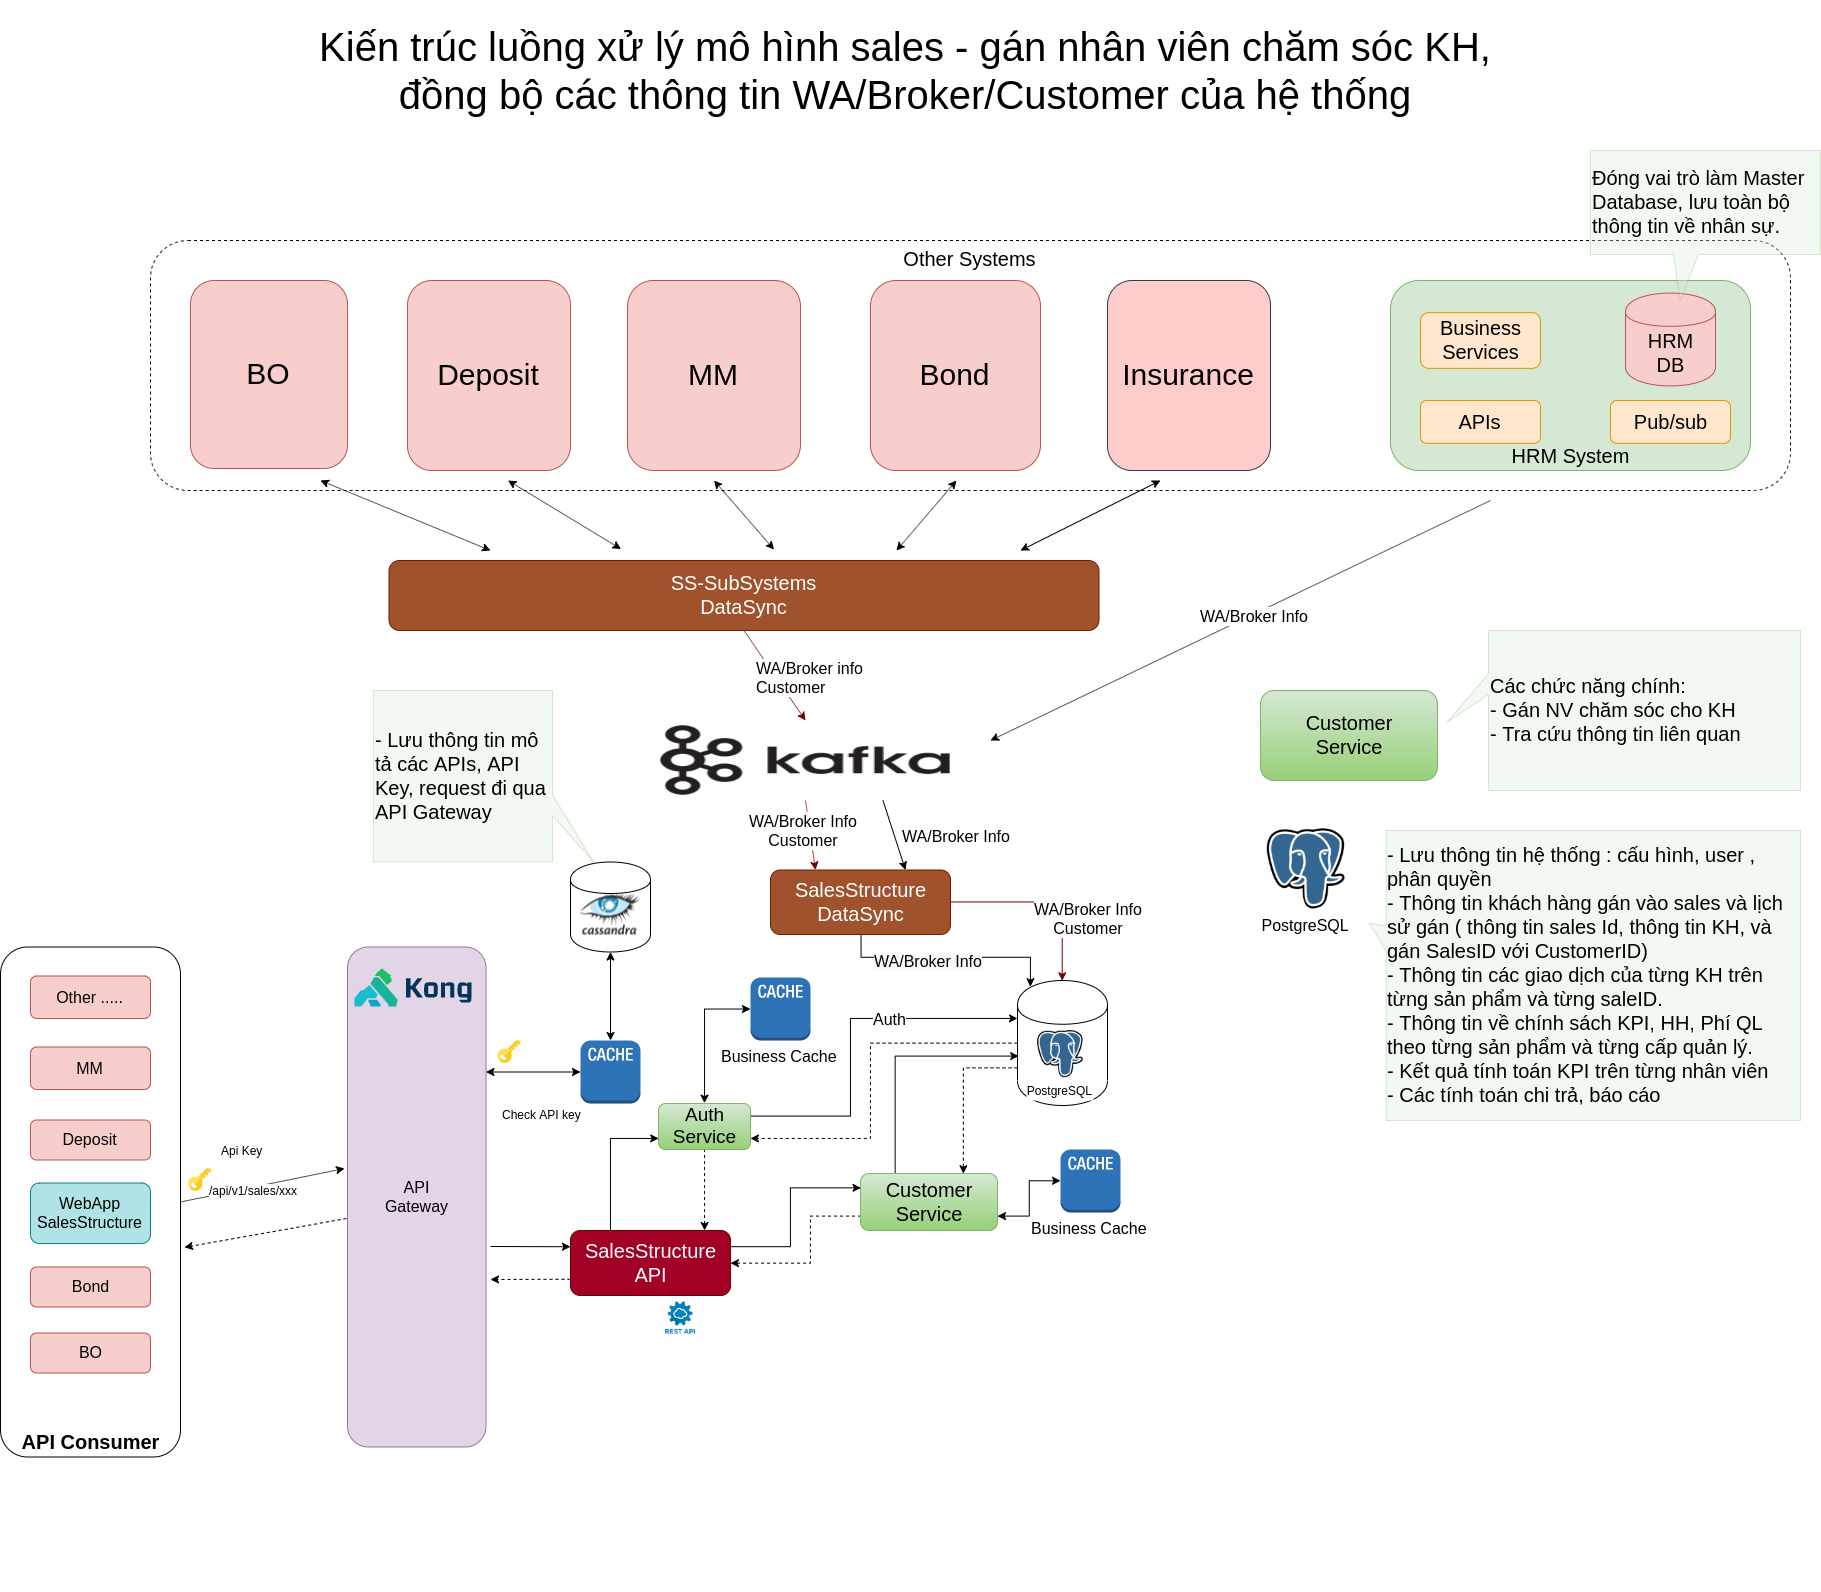 Kiến trúc luồng xử lý mô hình sales - gán nhân viên chăm sóc KH,
đồng bộ các thông tin WA/Broker/Customer của hệ thống
Đóng vai trò làm Master
Database, lưu toàn bộ
thông tin về nhân sự.
Other Systems
BO
Deposit
MM
Bond
Insurance
Business
Services
HRM
DB
APIs
Pub/sub
HRM System
SS-SubSystems
DataSync
WA/Broker Info
WA/Broker info
Customer
Customer
Service
Các chức năng chính:
- Gán NV chăm sóc cho KH
- Tra cứu thông tin liên quan
- Lưu thông tin mô
tả các APIs, API
Key, request đi qua
API Gateway
kafka
WA/Broker Info
Customer
WA/Broker Info
cassandra
SalesStructure
DataSync
WA/Broker Info
Customer
WA/Broker Info
PostgreSQL
- Lưu thông tin hệ thống : cấu hình, user ,
phân quyền
- Thông tin khách hàng gán vào sales và lịch
sử gán ( thông tin sales Id, thông tin KH, và
gán SalesID với CustomerID)
- Thông tin các giao dịch của từng KH trên
từng sản phẩm và từng saleID.
- Thông tin về chính sách KPI, HH, Phí QL
theo từng sản phẩm và từng cấp quản lý.
- Kết quả tính toán KPI trên từng nhân viên
- Các tính toán chi trả, báo cáo
Other .....
MM
Deposit
WebApp
SalesStructure
Bond
BO
API Consumer
Api Key
/api/v1/sales/xxx
Kong
API
Gateway
CACHE
Check API key
CACHE
Business Cache
Auth
PostgreSQL
Auth
Service
Customer
Service
CACHE
Business Cache
SalesStructure
API
REST API